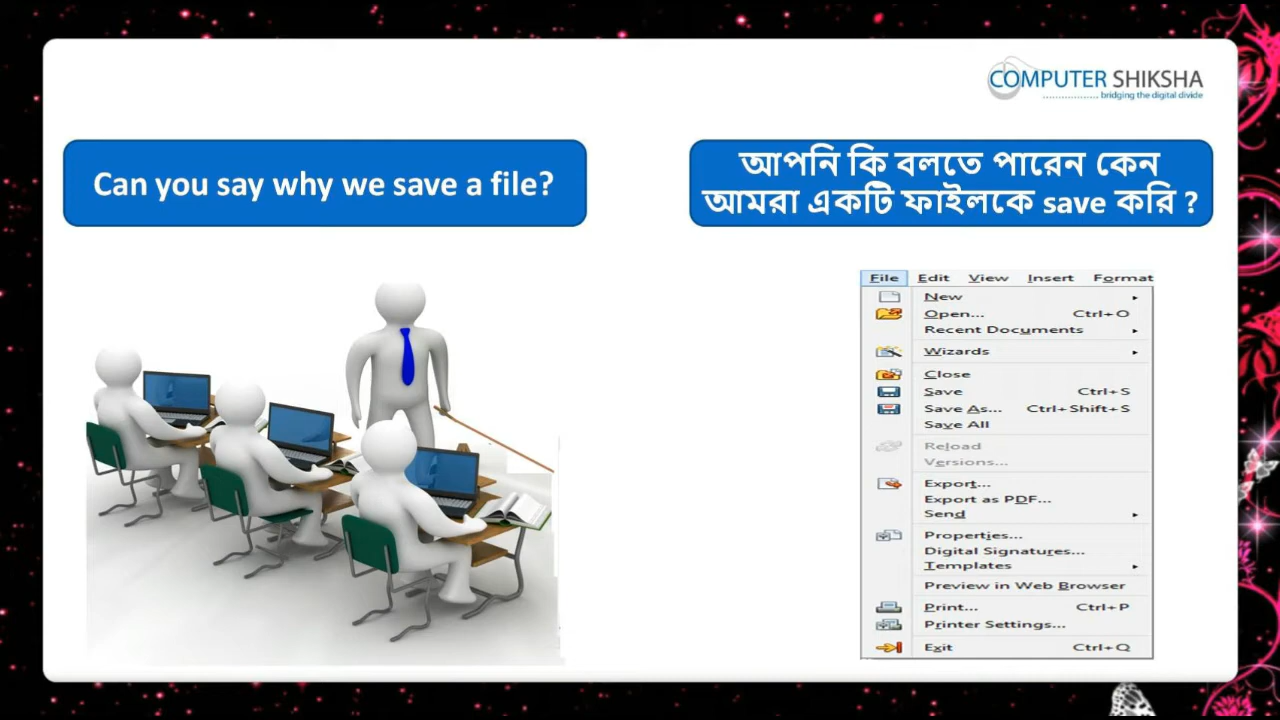 COMPUTER SHIKSHA
bridging the digital divide
Can you say why we save a file?
আপনি কি বলতে পারেন কেন
আমরা একটি ফাইলকে save করি ?
File Edit View Insert Format
New
Open... Ctrl+O
Recent Documents
Wizards
Close
Save Ctrl+S
Save As... Ctrl+Shift+S
Save All
Reload
Versions...
Export...
Export as PDF...
Send
Properties...
Digital Signatures...
Templates
Preview in Web Browser
Print... Ctrl+P
Printer Settings...
Exit Ctrl+Q